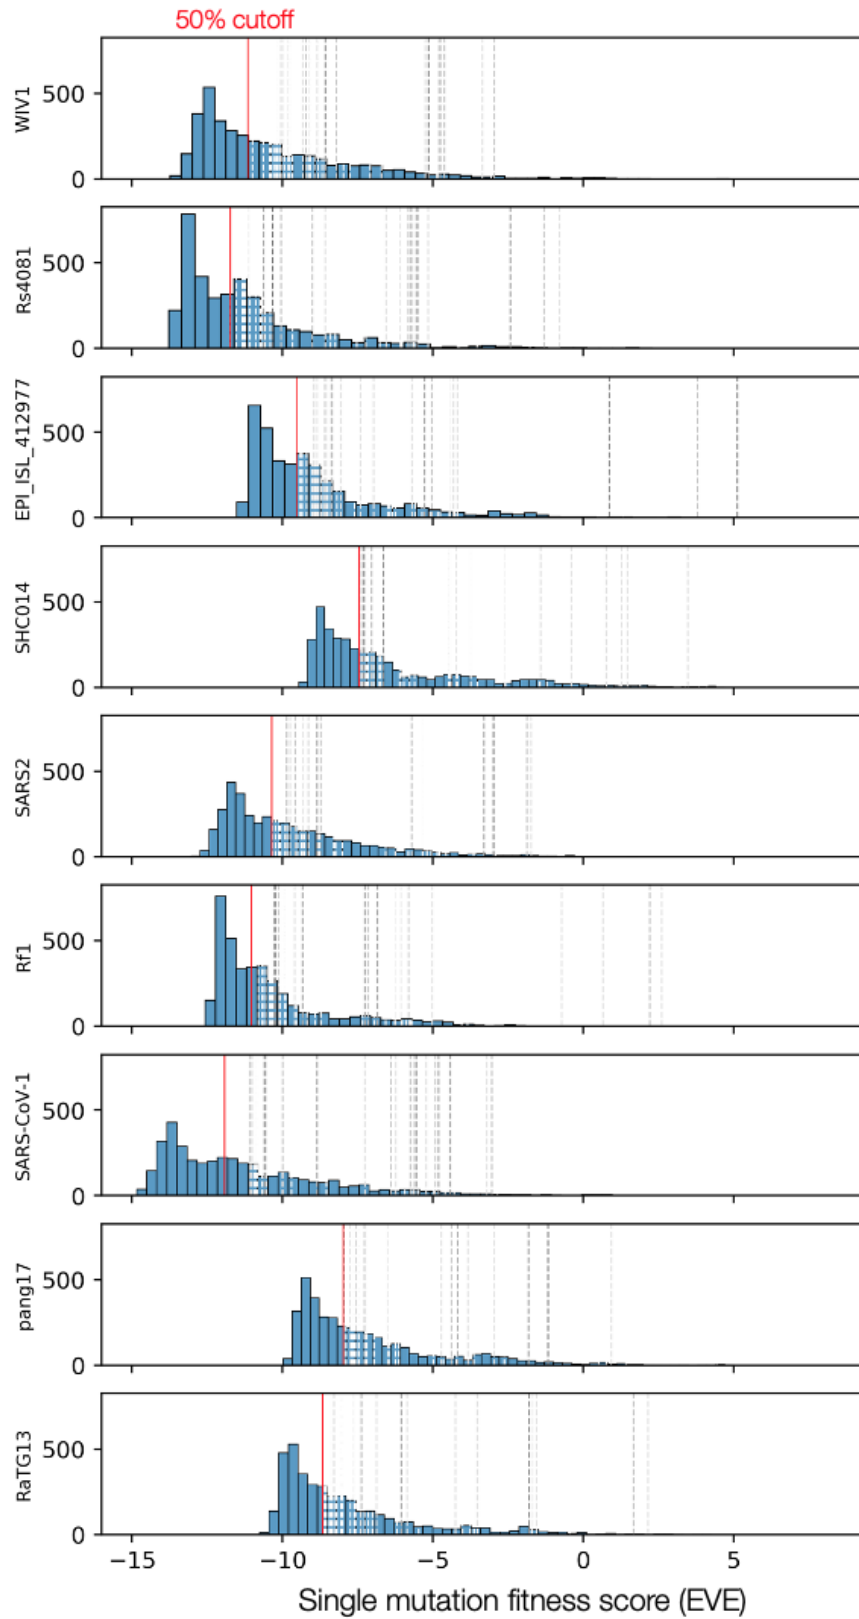 50% cutoff
WIV1
500
0
Rs4081
500
0
EPI_ISL_412977
500
0
SHC014
500
0
SARS2
500
0
Rf1
500
0
SARS-CoV-1
500
0
pang17
500
0
RaTG13
500
0
−15 −10 −5 0 5
Single mutation fitness score (EVE)